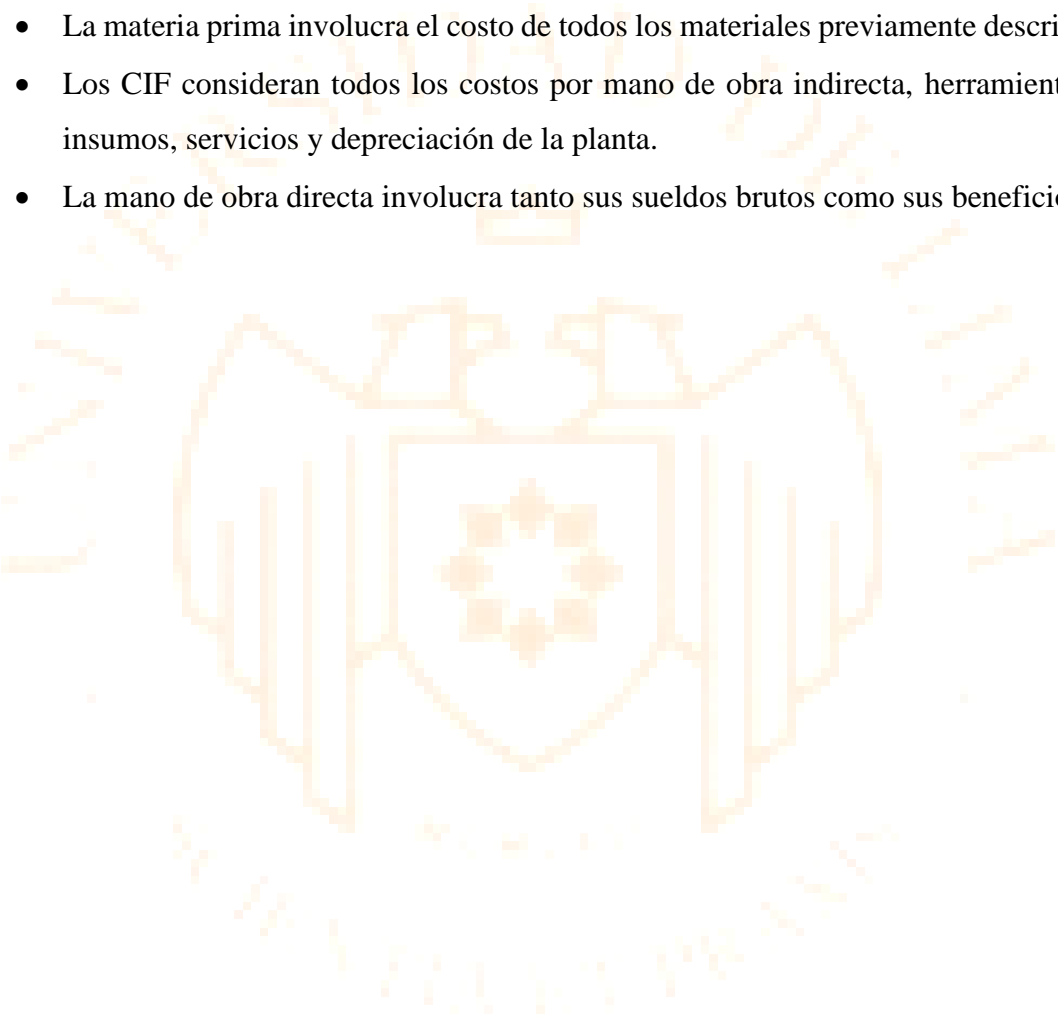 • La materia prima involucra el costo de todos los materiales previamente descri
• Los CIF consideran todos los costos por mano de obra indirecta, herramient
insumos, servicios y depreciación de la planta.
• La mano de obra directa involucra tanto sus sueldos brutos como sus benefici